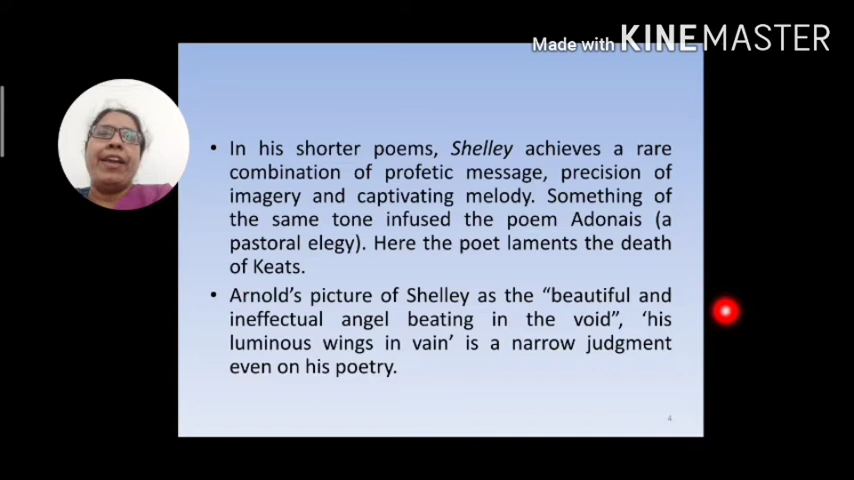 Made with KINEMASTER
• In his shorter poems, Shelley achieves a rare
combination of profetic message, precision of
imagery and captivating melody. Something of
the same tone infused the poem Adonais (a
pastoral elegy). Here the poet laments the death
of Keats.
• Arnold's picture of Shelley as the "beautiful and
ineffectual angel beating in the void", 'his
luminous wings in vain' is a narrow judgment
even on his poetry.
4